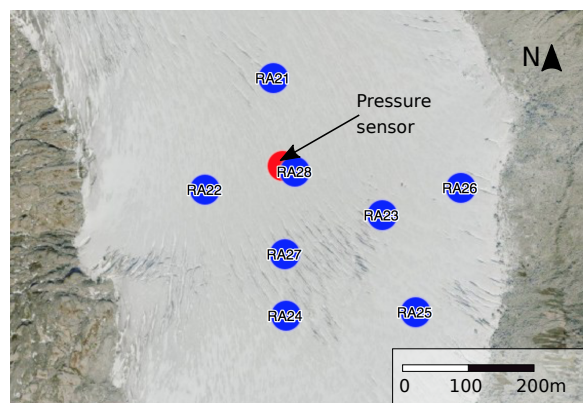 N
RA21
Pressure
sensor
RA28
RA22
RA26
RA23
RA27
RA24
RA25
0 100 200m